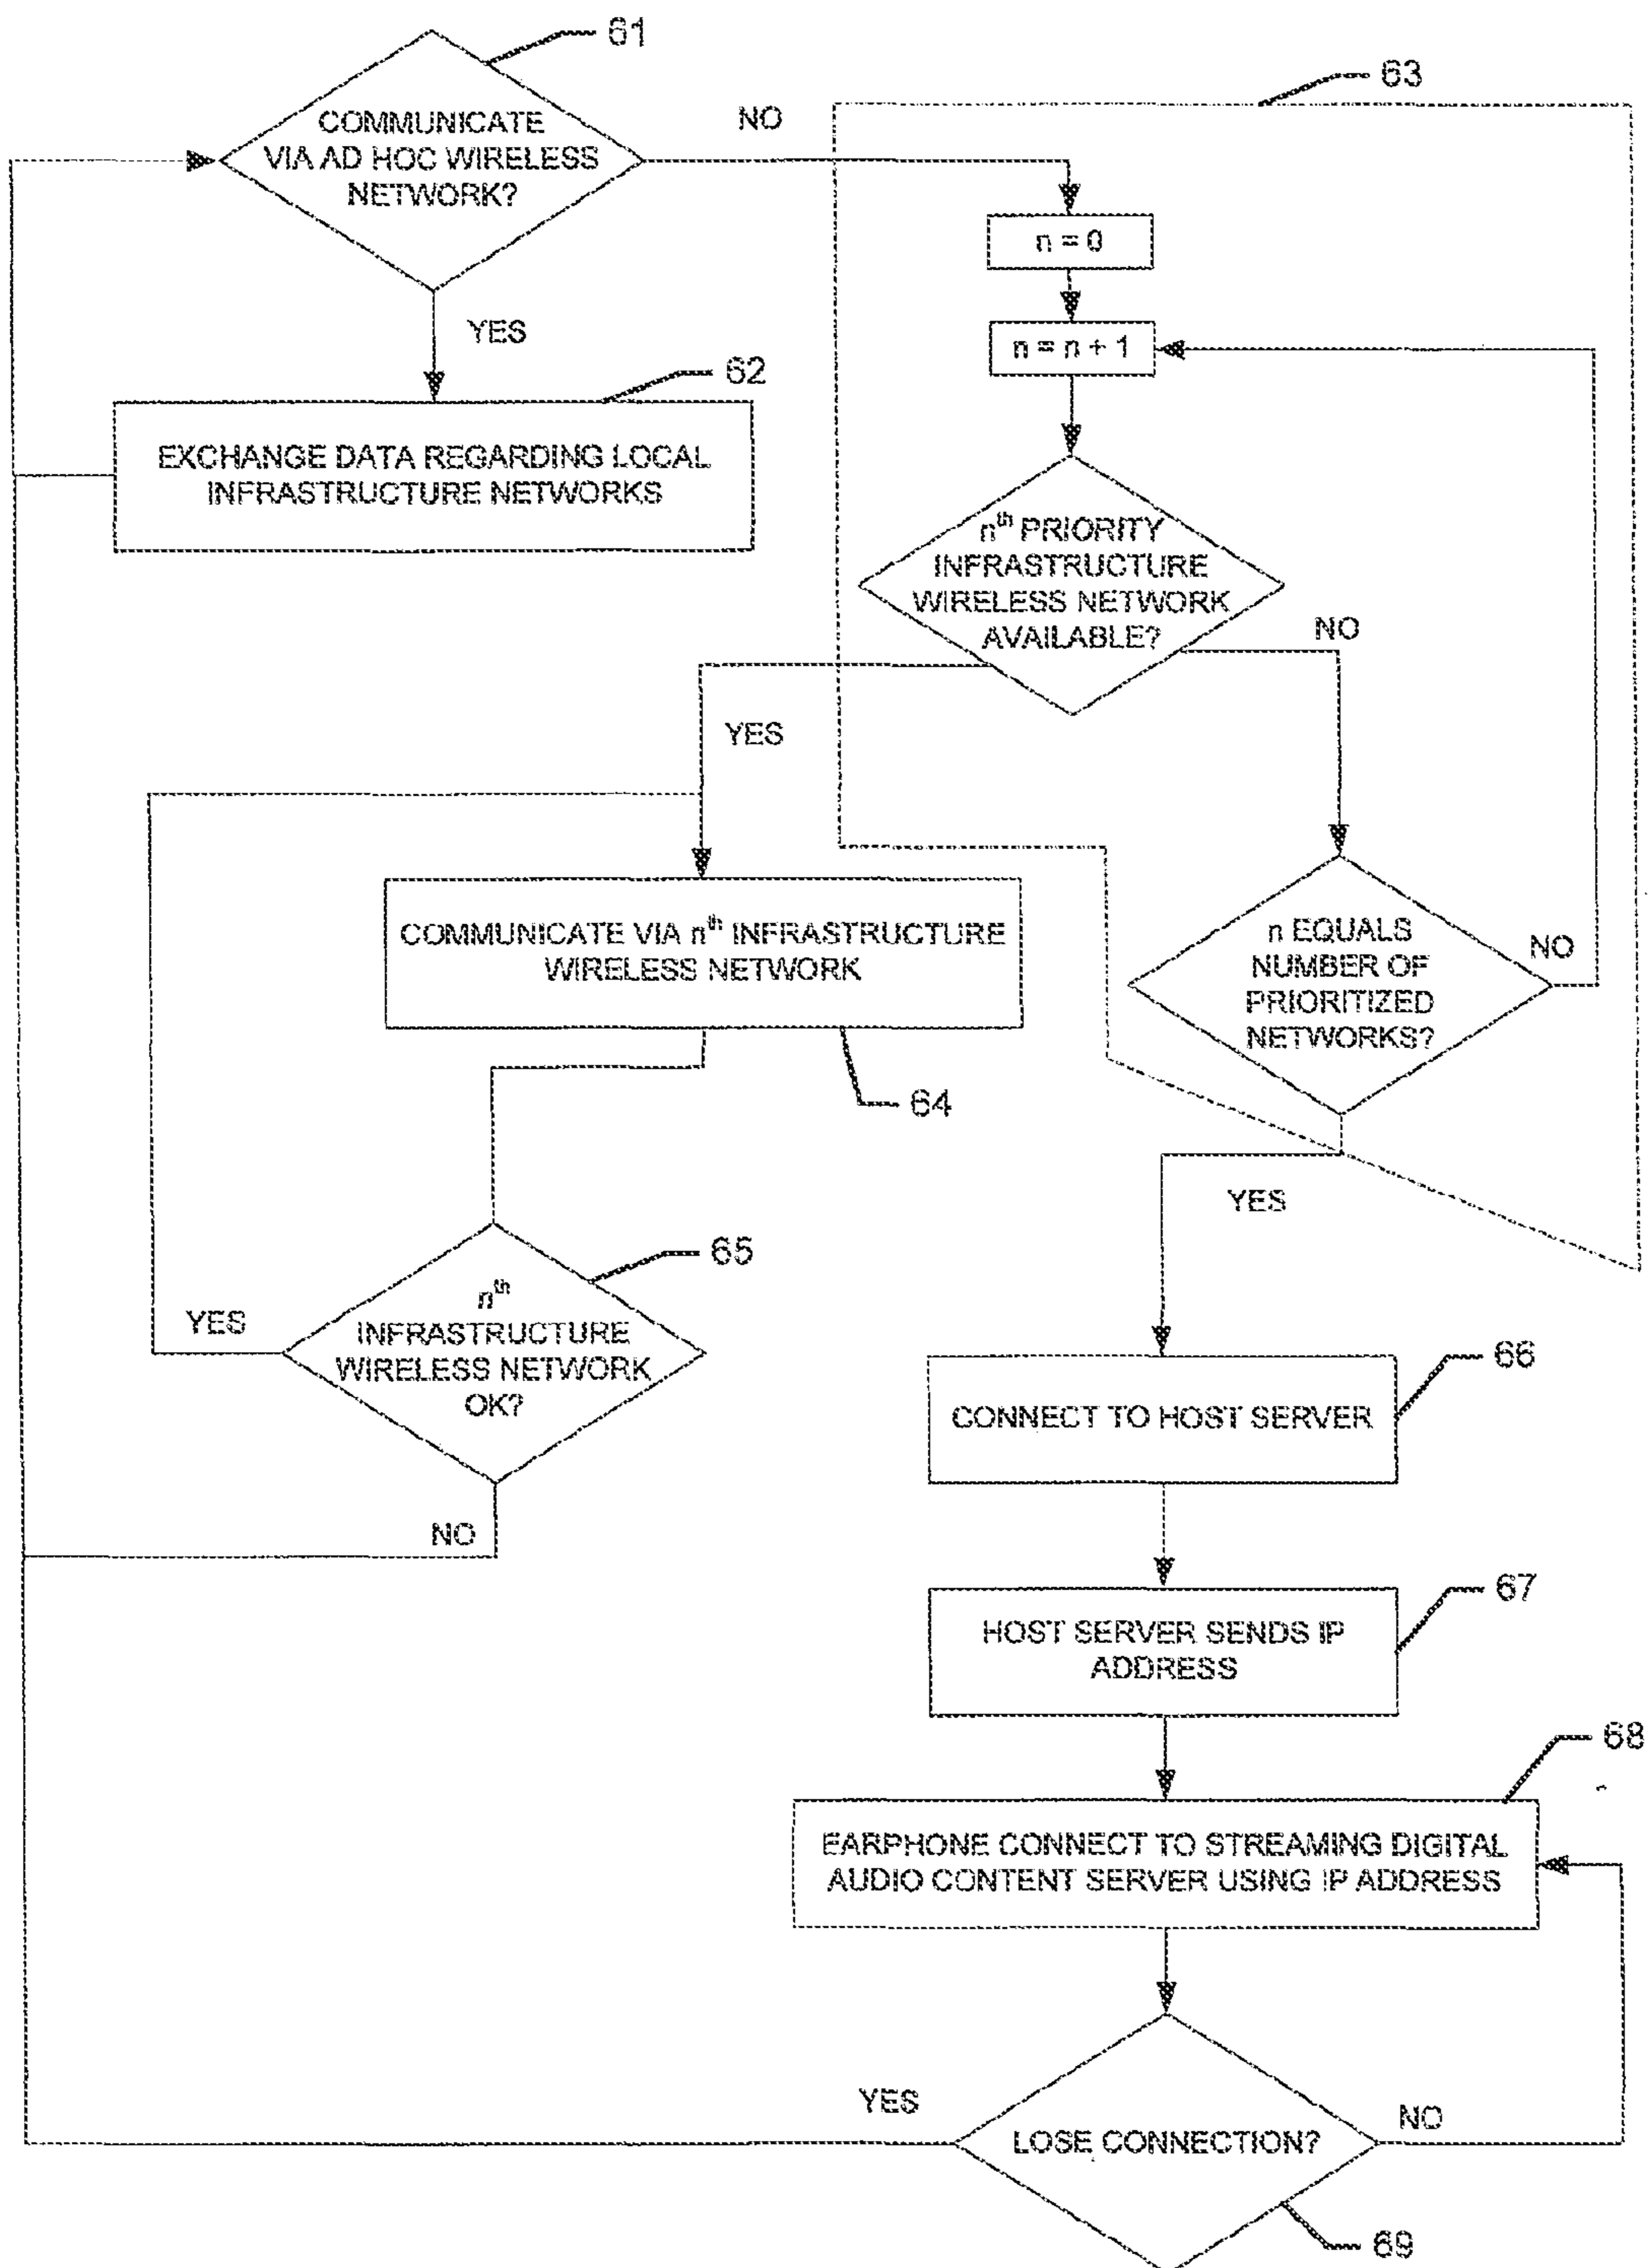 61
COMMUNICATE
VIA AD HOC WIRELESS
NETWORK?
NO
63
n = 0
YES
n = n + 1
62
EXCHANGE DATA REGARDING LOCAL
INFRASTRUCTURE NETWORKS
nth PRIORITY
INFRASTRUCTURE
WIRELESS NETWORK
AVAILABLE?
NO
YES
COMMUNICATE VIA nth INFRASTRUCTURE
WIRELESS NETWORK
64
n EQUALS
NUMBER OF
PRIORITIZED
NETWORKS?
NO
YES
65
nth
INFRASTRUCTURE
WIRELESS NETWORK
OK?
YES
NO
66
CONNECT TO HOST SERVER
67
HOST SERVER SENDS IP
ADDRESS
68
EARPHONE CONNECT TO STREAMING DIGITAL
AUDIO CONTENT SERVER USING IP ADDRESS
YES
LOSE CONNECTION?
NO
69